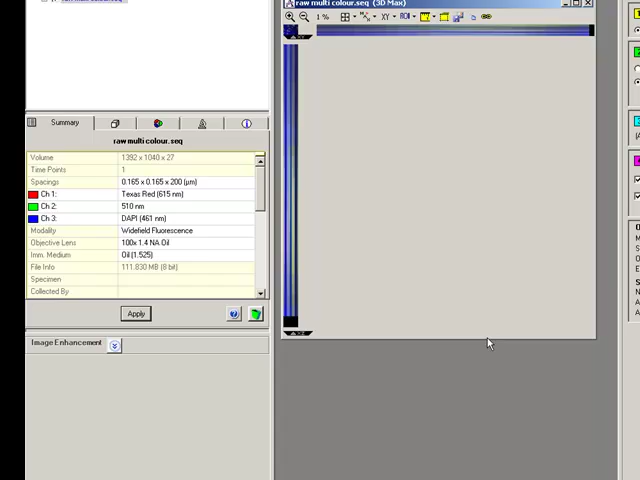 raw multi colour.seq (3D Max)
1 %
XY
ROI
Summary
raw multi colour.seq
Volume 1392 x 1040 x 27
Time Points 1
Spacings 0.165 x 0.165 x 200 (µm)
Ch 1: Texas Red (615 nm)
Ch 2: 510 nm
Ch 3: DAPI (461 nm)
Modality Widefield Fluorescence
Objective Lens 100x 1.4 NA Oil
Imm. Medium Oil (1.525)
File Info 111.830 MB (8 bit)
Specimen
Collected By
Apply
Image Enhancement